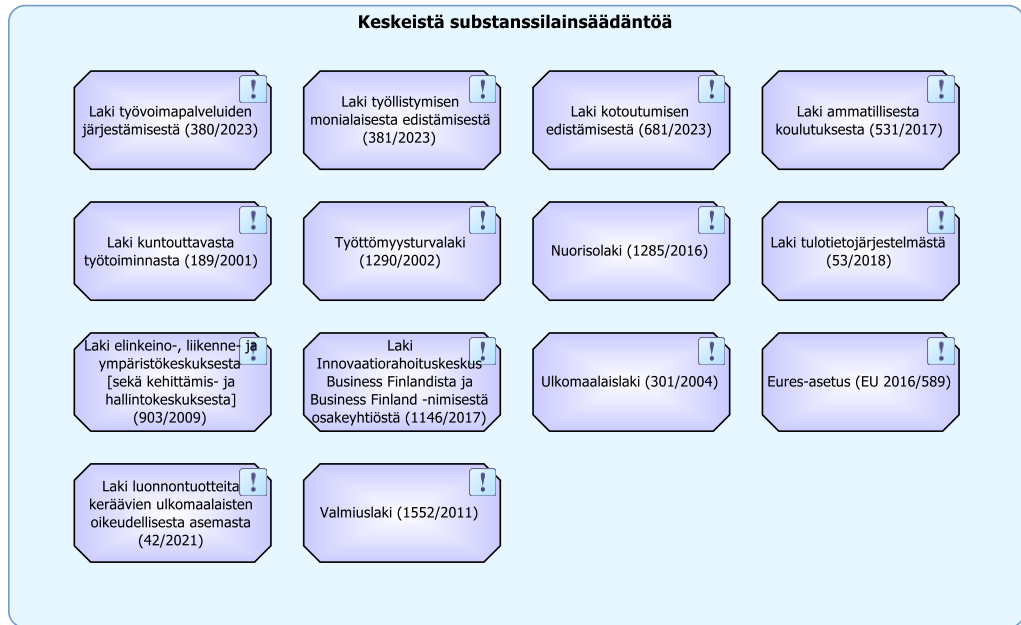 Keskeistä substanssilainsäädäntöä
Laki työvoimapalveluiden
järjestämisestä (380/2023)
Laki työllistymisen
monialaisesta edistämisestä
(381/2023)
Laki kotoutumisen
edistämisestä (681/2023)
Laki ammatillisesta
koulutuksesta (531/2017)
Laki kuntouttavasta
työtoiminnasta (189/2001)
Työttömyysturvalaki
(1290/2002)
Nuorisolaki (1285/2016)
Laki tulotietojärjestelmästä
(53/2018)
Laki elinkeino-, liikenne- ja
ympäristökeskuksesta
[sekä kehittämis- ja
hallintokeskuksesta]
(903/2009)
Laki
Innovaatiorahoituskeskus
Business Finlandista ja
Business Finland -nimisestä
osakeyhtiöstä (1146/2017)
Ulkomaalaislaki (301/2004)
Eures-asetus (EU 2016/589)
Laki luonnontuotteita
keräävien ulkomaalaisten
oikeudellisesta asemasta
(42/2021)
Valmiuslaki (1552/2011)